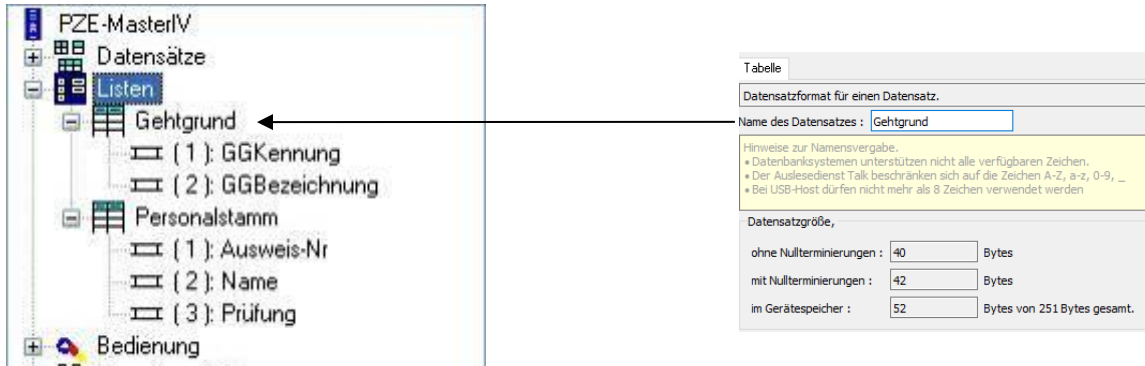 PZE-MasterIV
Datensätze
Listen
Gehtgrund
( 1 ): GGKennung
( 2 ): GGBezeichnung
Personalstamm
( 1 ): Ausweis-Nr
( 2 ): Name
( 3 ): Prüfung
Bedienung
Tabelle
Datensatzformat für einen Datensatz.
Name des Datensatzes : Gehtgrund
Hinweise zur Namensvergabe.
• Datenbanksystemen unterstützen nicht alle verfügbaren Zeichen.
• Der Auslesedienst Talk beschränken sich auf die Zeichen A-Z, a-z, 0-9, _
• Bei USB-Host dürfen nicht mehr als 8 Zeichen verwendet werden
Datensatzgröße,
ohne Nullterminierungen : 40 Bytes
mit Nullterminierungen : 42 Bytes
im Gerätespeicher : 52 Bytes von 251 Bytes gesamt.